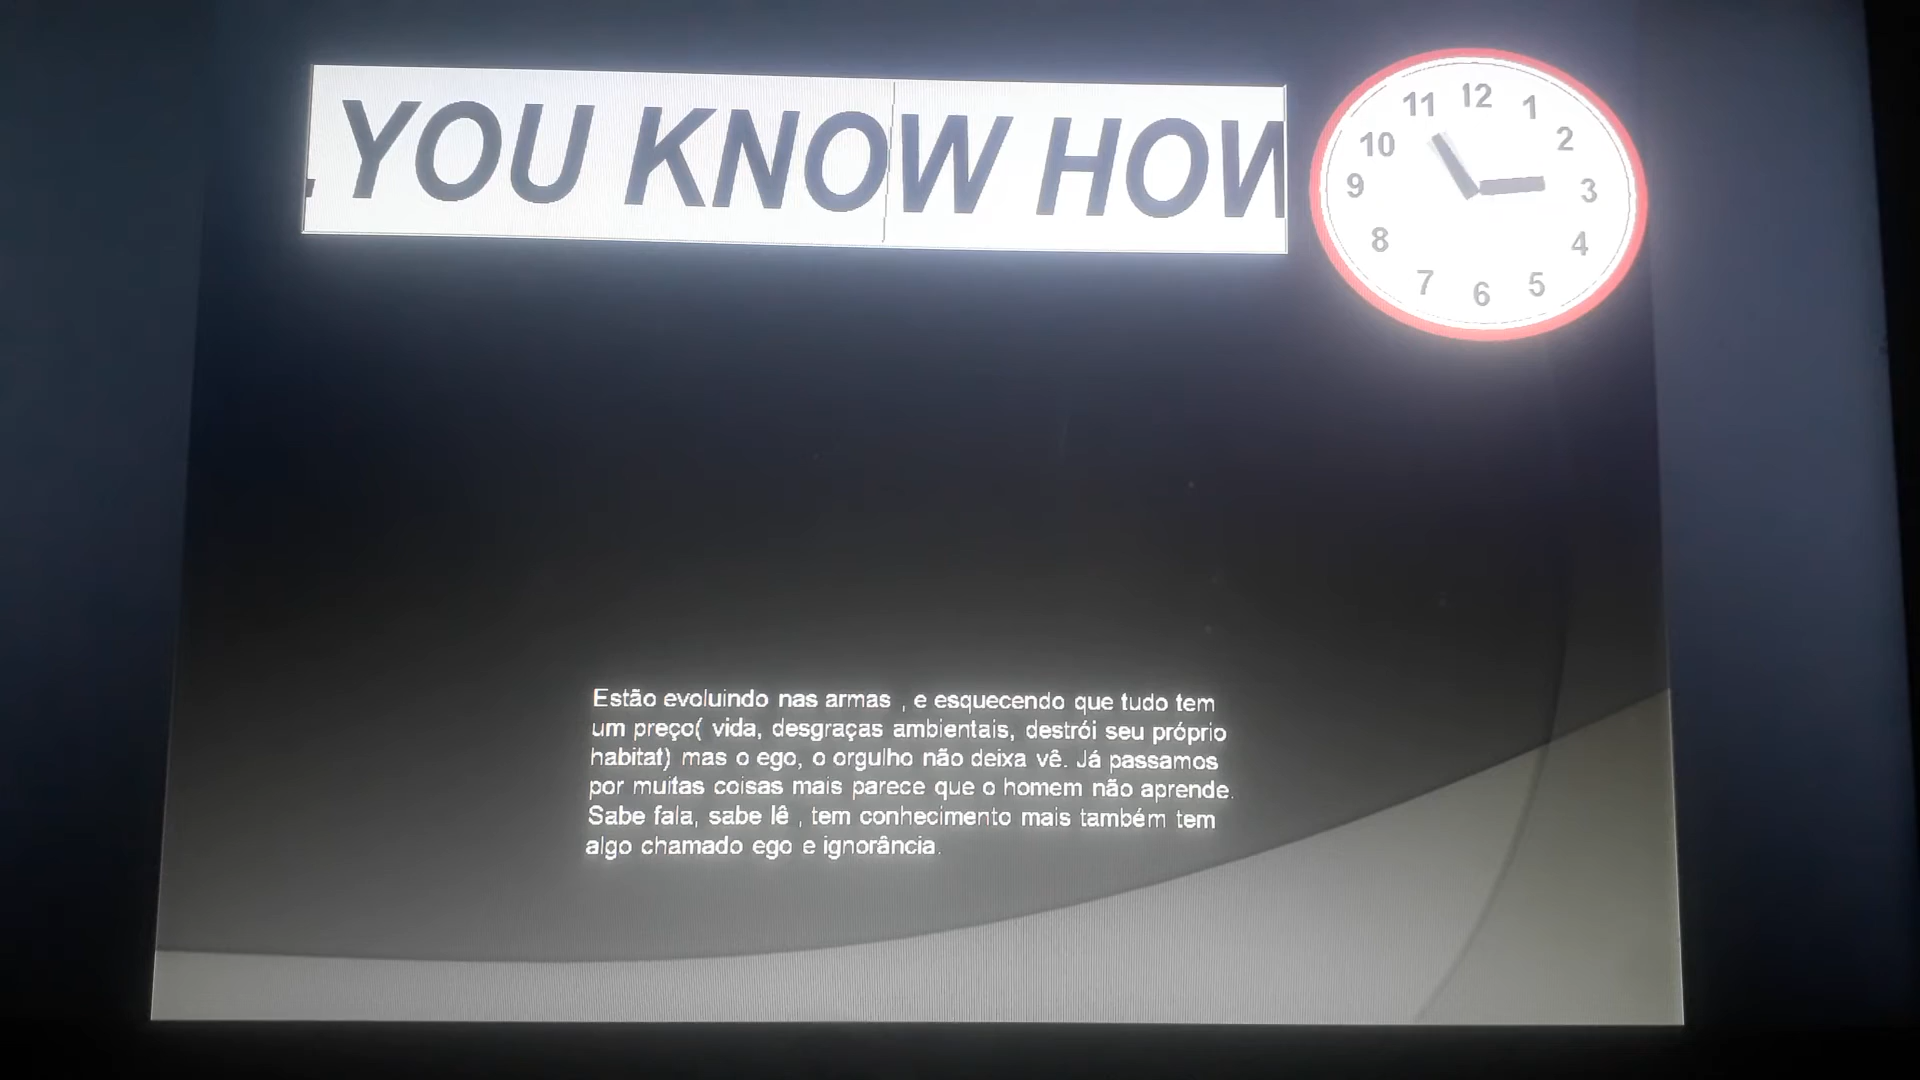 YOU KNOW HOW
11 12 1
10 2
9 3
8 4
7 6 5
Estão evoluindo nas armas , e esquecendo que tudo tem
um preço( vida, desgraças ambientais, destrói seu próprio
habitat) mas o ego, o orgulho não deixa vê. Já passamos
por muitas coisas mais parece que o homem não aprende.
Sabe fala, sabe lê , tem conhecimento mais também tem
algo chamado ego e ignorância.